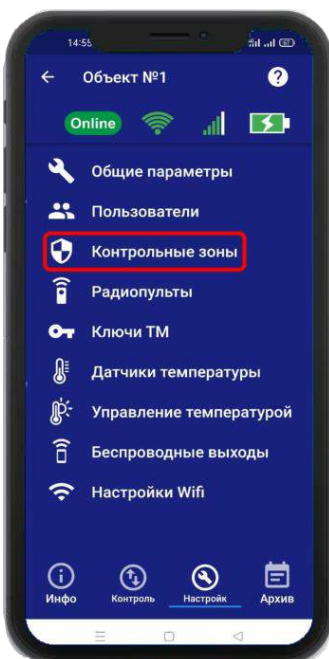 14:55
Объект №1
?
Online
Общие параметры
Пользователи
Контрольные зоны
Радиопульты
Ключи ТМ
Датчики температуры
Управление температурой
Беспроводные выходы
Настройки Wifi
Инфо Контроль Настройк Архив